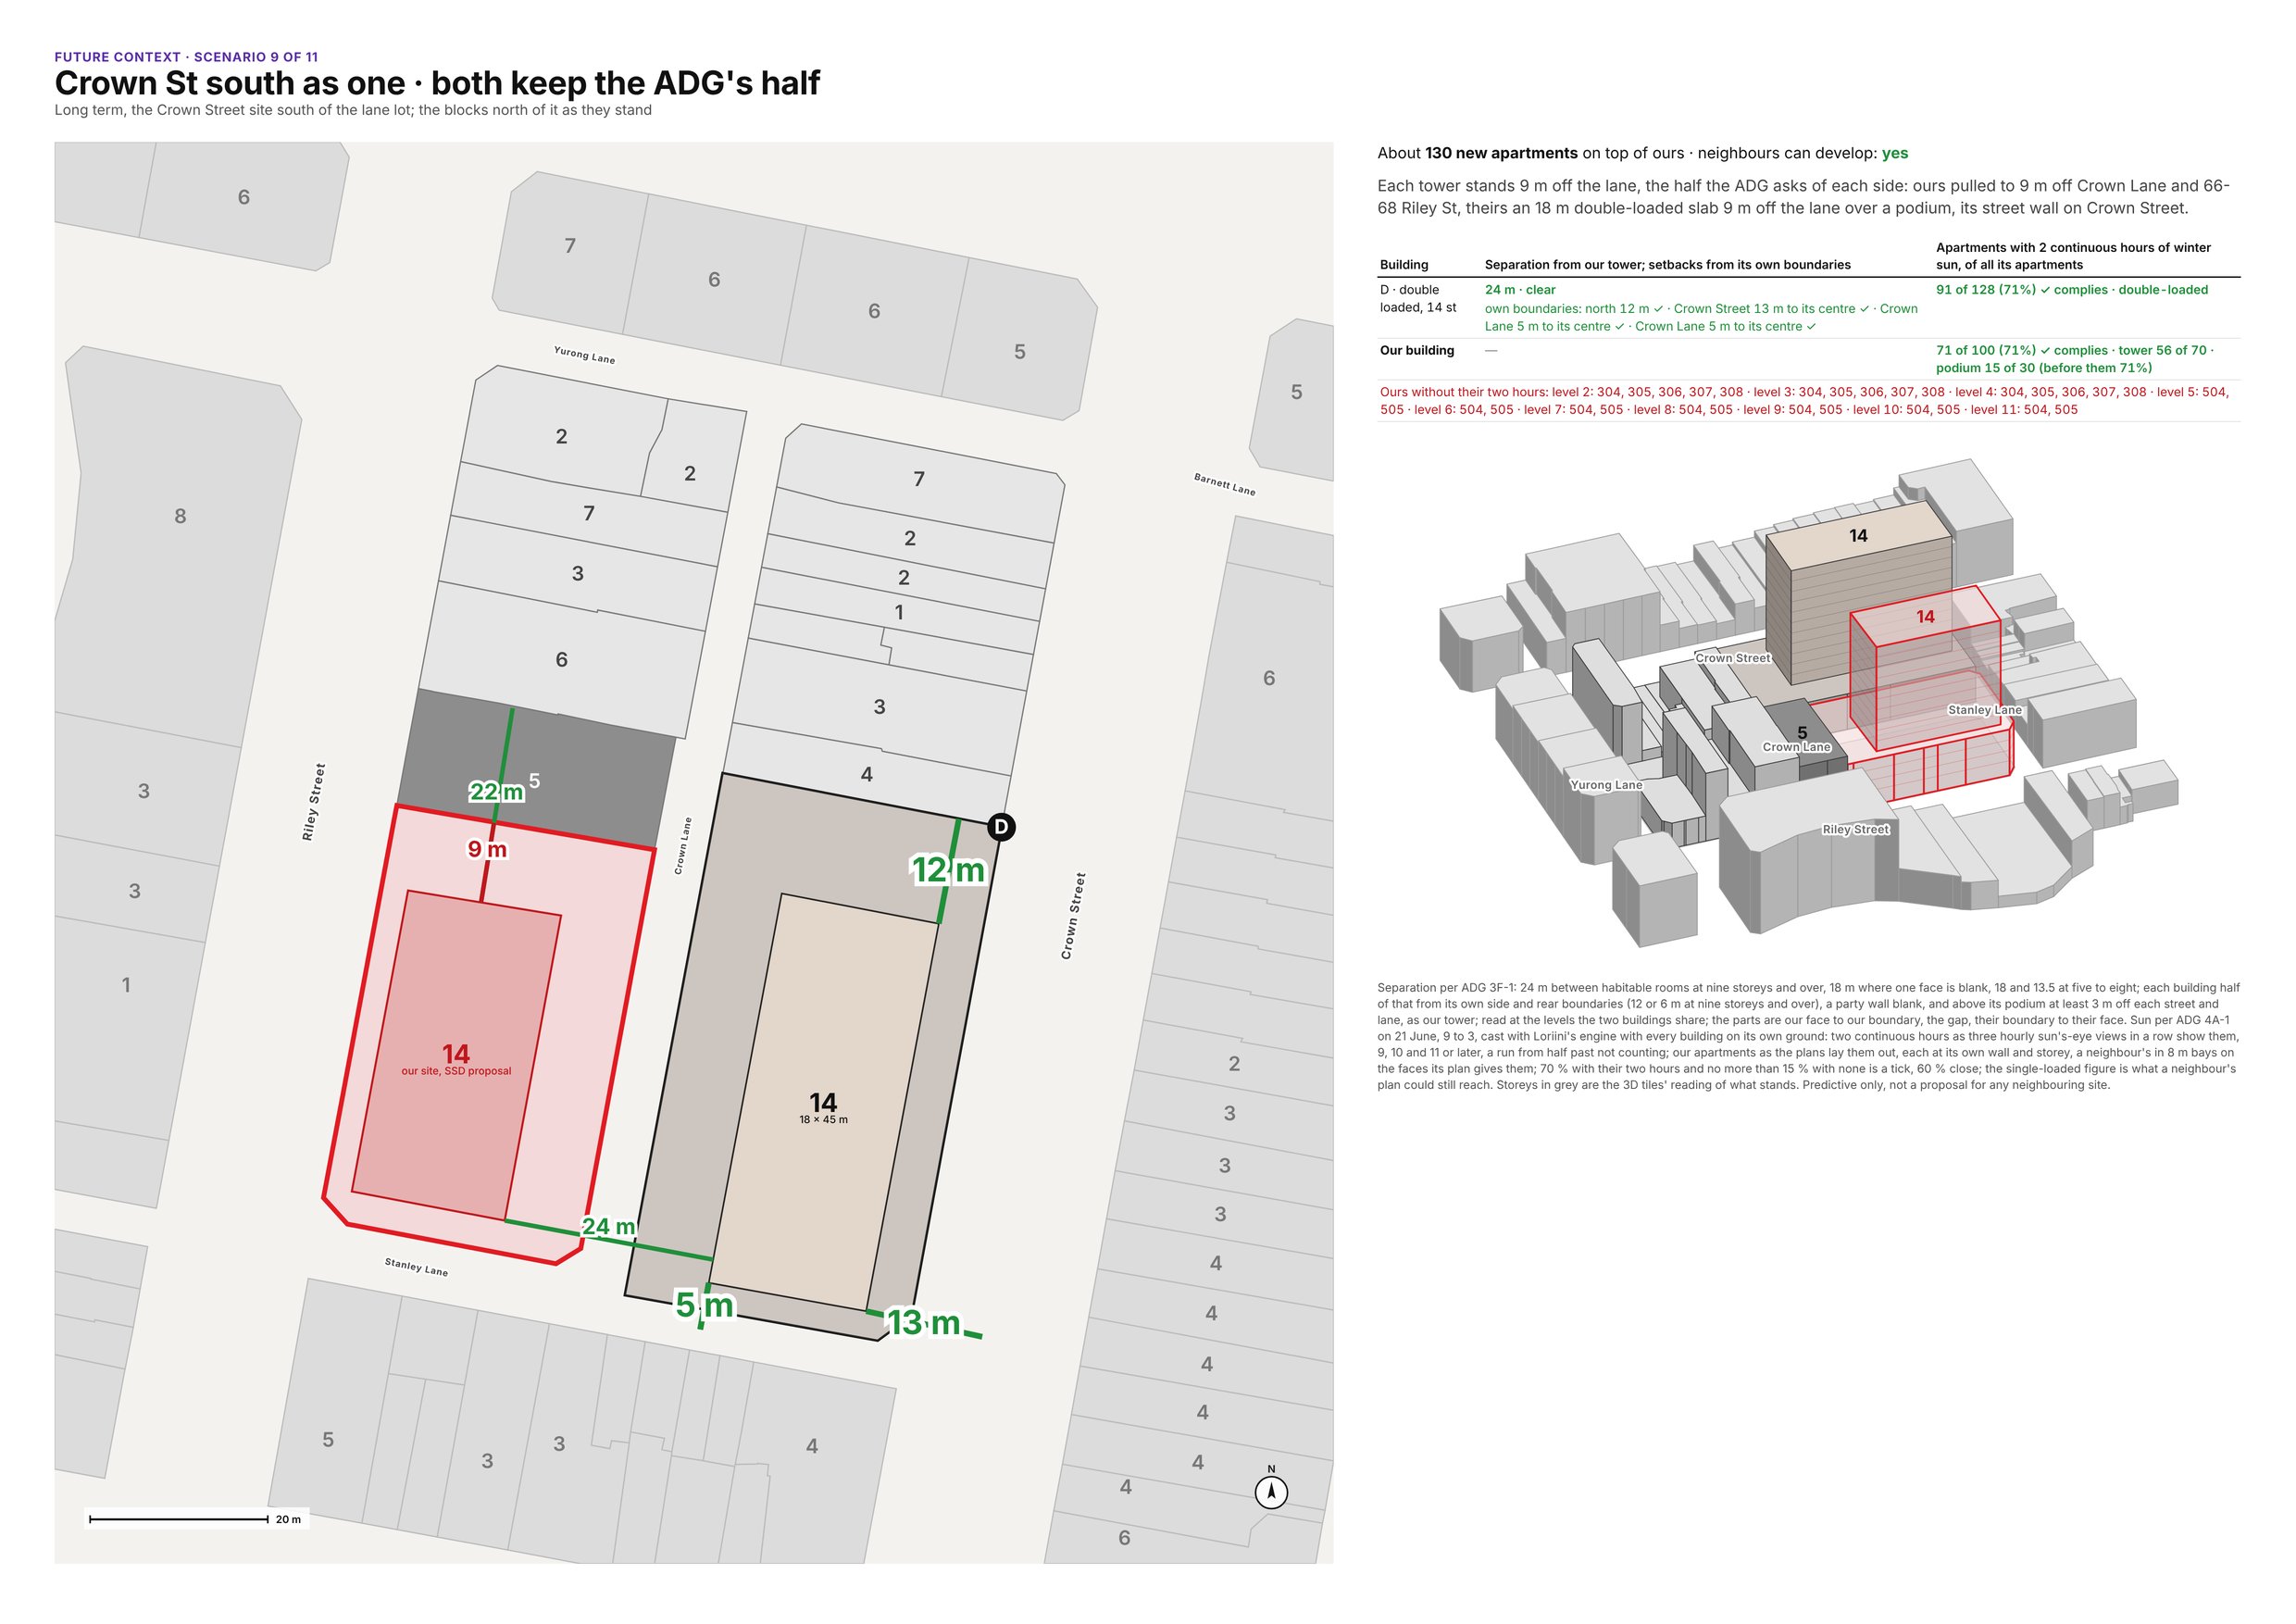 FUTURE CONTEXT · SCENARIO 9 OF 11
Crown St south as one · both keep the ADG's half
Long term, the Crown Street site south of the lane lot; the blocks north of it as they stand
6
7
6
6
5
5
Yurong Lane
2
2
7
8
7
2
3
2
1
6
3
4
Barnett Lane
6
5
22 m
9 m
Riley Street
Crown Lane
D
12 m
Crown Street
3
3
1
14
our site, SSD proposal
14
18 × 45 m
24 m
5 m
13 m
Stanley Lane
2
3
3
3
4
4
4
4
4
4
6
5
3
3
4
N
20 m
About 130 new apartments on top of ours · neighbours can develop: yes
Each tower stands 9 m off the lane, the half the ADG asks of each side: ours pulled to 9 m off Crown Lane and 66-
68 Riley St, theirs an 18 m double-loaded slab 9 m off the lane over a podium, its street wall on Crown Street.
Building
Separation from our tower; setbacks from its own boundaries
Apartments with 2 continuous hours of winter
sun, of all its apartments
D · double
loaded, 14 st
24 m · clear
own boundaries: north 12 m ✓ · Crown Street 13 m to its centre ✓ · Crown
Lane 5 m to its centre ✓ · Crown Lane 5 m to its centre ✓
91 of 128 (71%) ✓ complies · double-loaded
Our building
—
71 of 100 (71%) ✓ complies · tower 56 of 70 ·
podium 15 of 30 (before them 71%)
Ours without their two hours: level 2: 304, 305, 306, 307, 308 · level 3: 304, 305, 306, 307, 308 · level 4: 304, 305, 306, 307, 308 · level 5: 504,
505 · level 6: 504, 505 · level 7: 504, 505 · level 8: 504, 505 · level 9: 504, 505 · level 10: 504, 505 · level 11: 504, 505
14
14
Crown Street
Stanley Lane
5
Crown Lane
Yurong Lane
Riley Street
Separation per ADG 3F-1: 24 m between habitable rooms at nine storeys and over, 18 m where one face is blank, 18 and 13.5 at five to eight; each building half
of that from its own side and rear boundaries (12 or 6 m at nine storeys and over), a party wall blank, and above its podium at least 3 m off each street and
lane, as our tower; read at the levels the two buildings share; the parts are our face to our boundary, the gap, their boundary to their face. Sun per ADG 4A-1
on 21 June, 9 to 3, cast with Loriini's engine with every building on its own ground: two continuous hours as three hourly sun's-eye views in a row show them,
9, 10 and 11 or later, a run from half past not counting; our apartments as the plans lay them out, each at its own wall and storey, a neighbour's in 8 m bays on
the faces its plan gives them; 70 % with their two hours and no more than 15 % with none is a tick, 60 % close; the single-loaded figure is what a neighbour's
plan could still reach. Storeys in grey are the 3D tiles' reading of what stands. Predictive only, not a proposal for any neighbouring site.